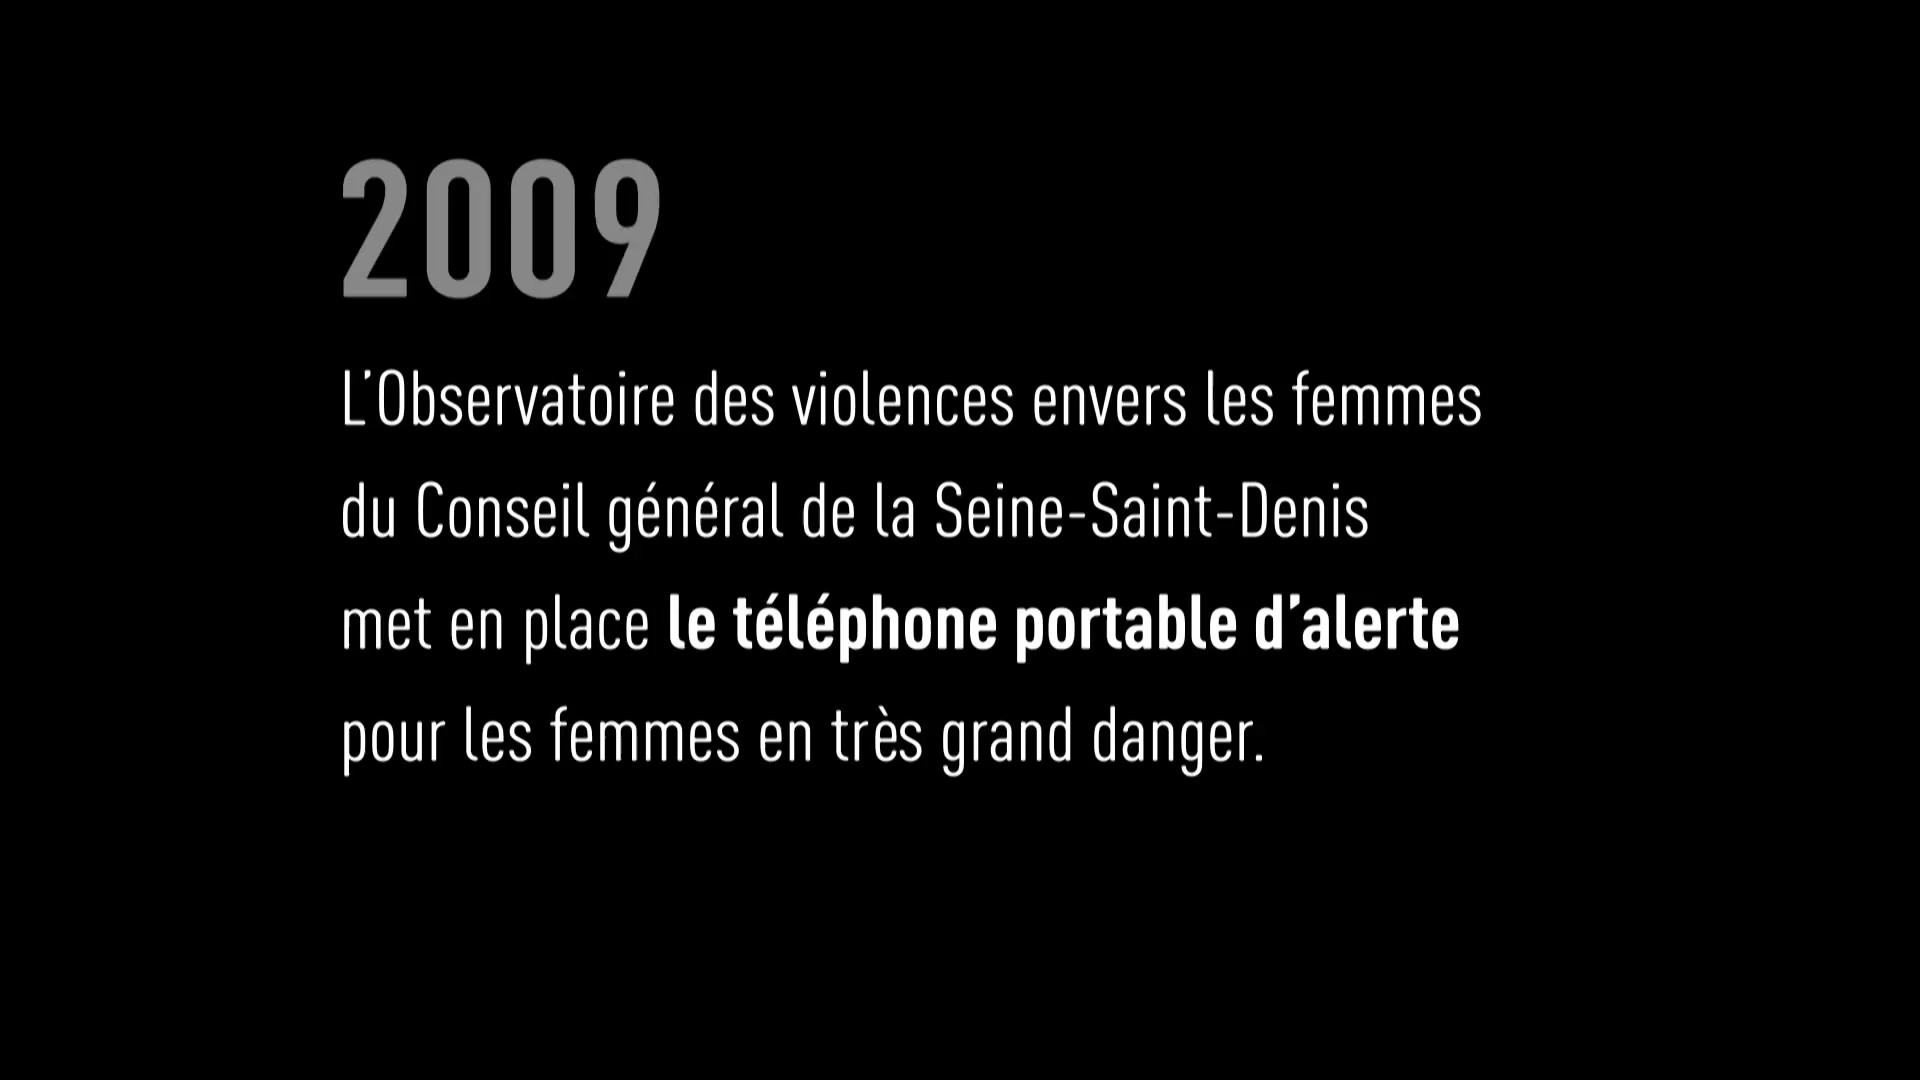 2009
L'Observatoire des violences envers les femmes
du Conseil général de la Seine-Saint-Denis
met en place le téléphone portable d'alerte
pour les femmes en très grand danger.